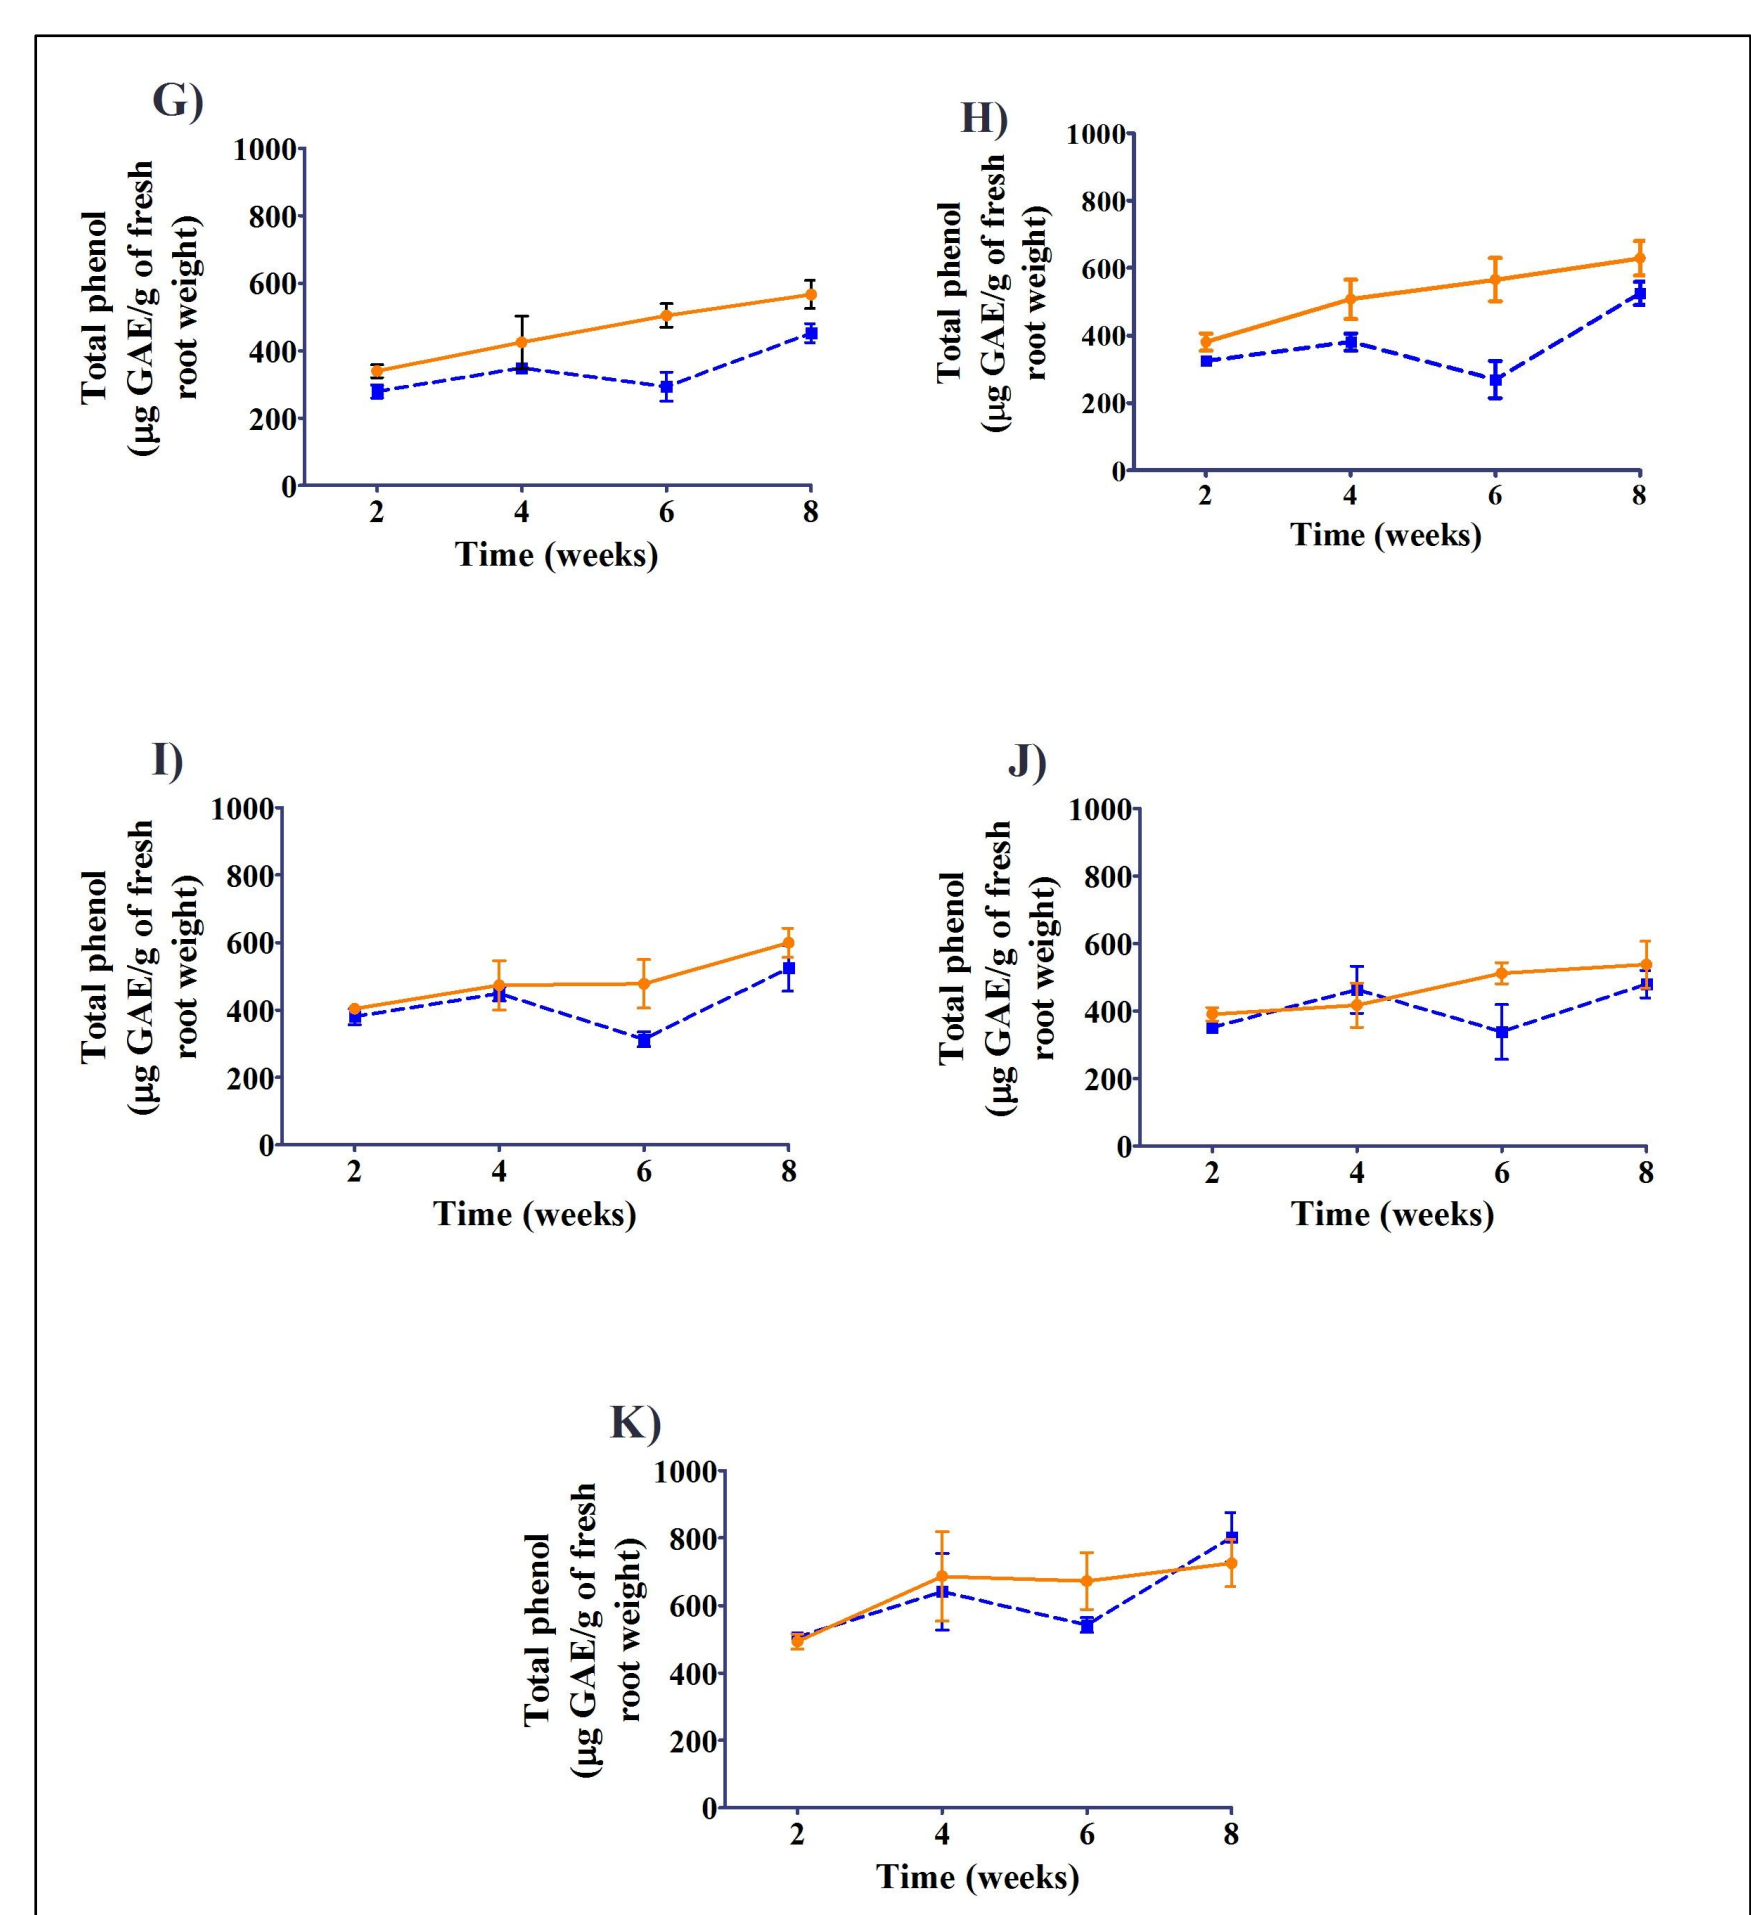 G)
Total phenol
(µg GAE/g of fresh
root weight)
1000
800
600
400
200
0
2 4 6 8
Time (weeks)
H)
Total phenol
(µg GAE/g of fresh
root weight)
1000
800
600
400
200
0
2 4 6 8
Time (weeks)
I)
Total phenol
(µg GAE/g of fresh
root weight)
1000
800
600
400
200
0
2 4 6 8
Time (weeks)
J)
Total phenol
(µg GAE/g of fresh
root weight)
1000
800
600
400
200
0
2 4 6 8
Time (weeks)
K)
Total phenol
(µg GAE/g of fresh
root weight)
1000
800
600
400
200
0
2 4 6 8
Time (weeks)